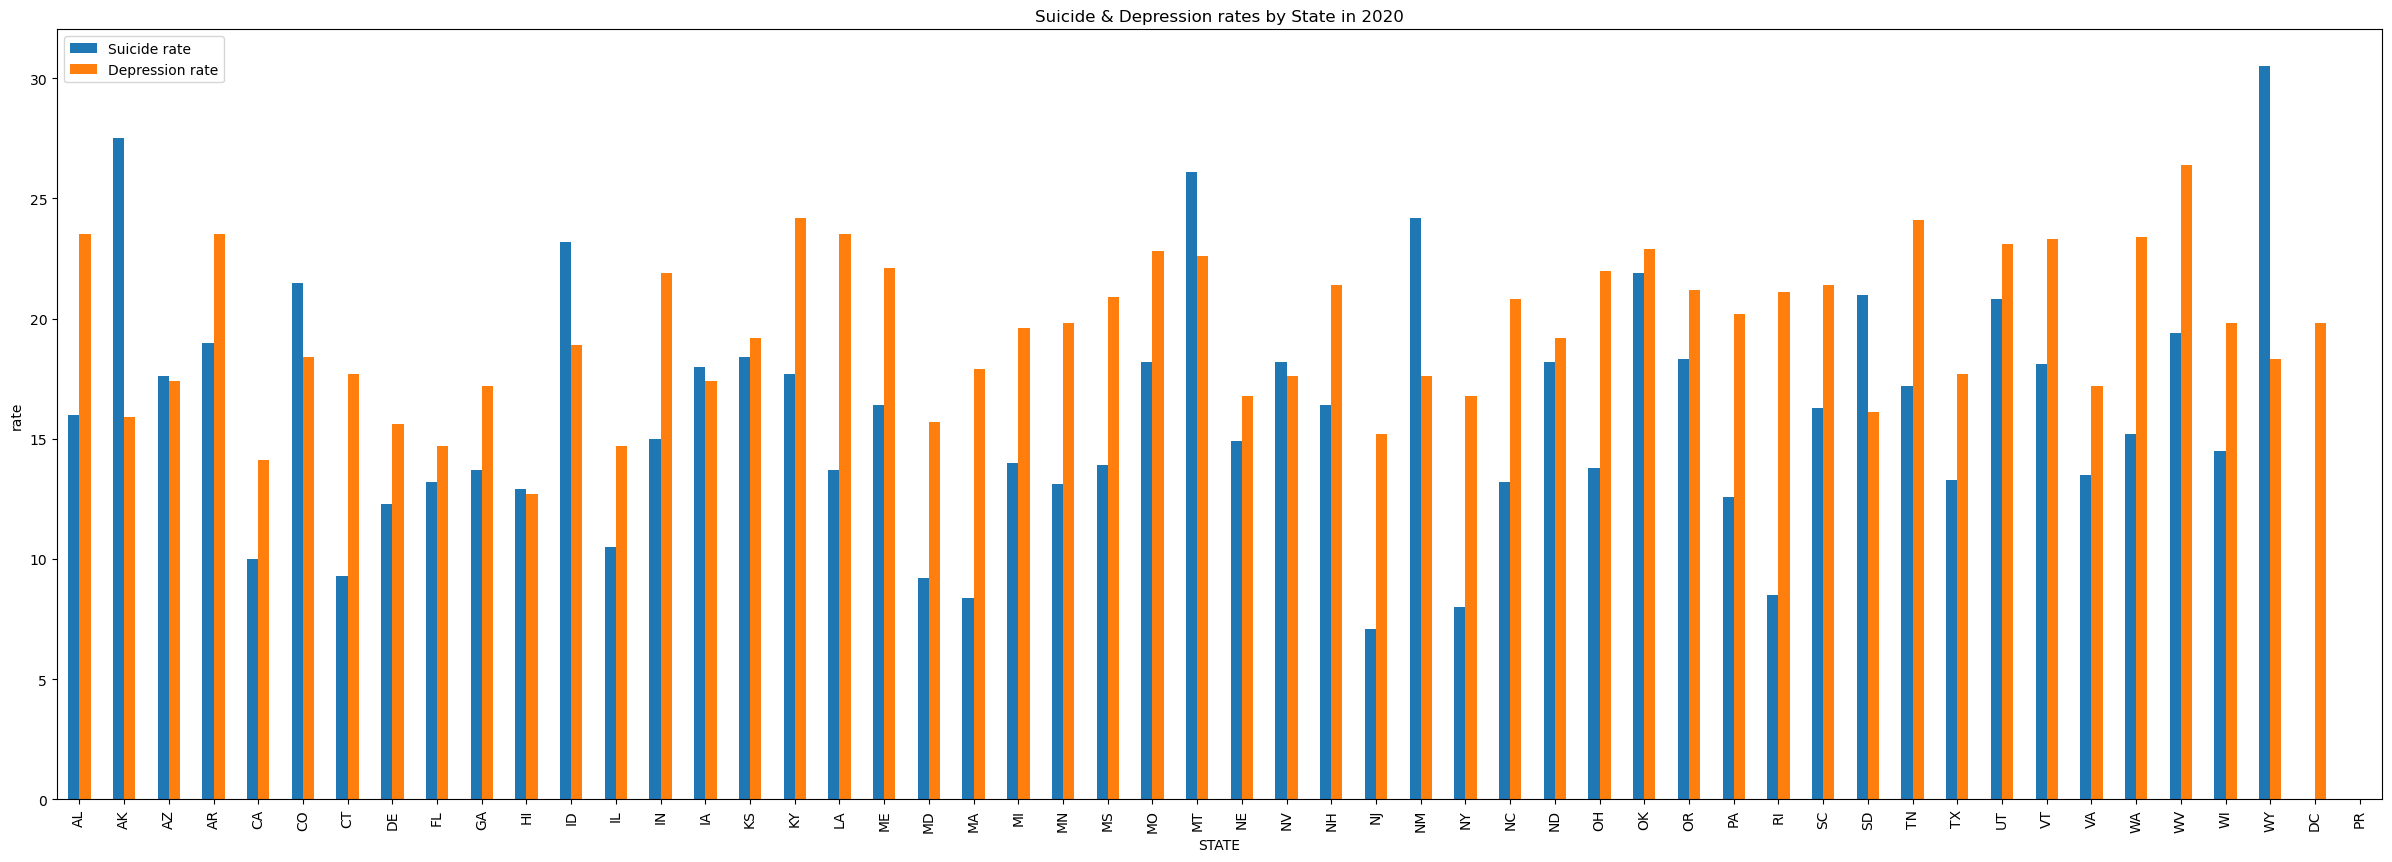 Suicide & Depression rates by State in 2020
Suicide rate
Depression rate
rate
30
25
20
15
10
5
0
AL AK AZ AR CA CO CT DE FL GA HI ID IL IN IA KS KY LA ME MD MA MI MN MS MO MT NE NV NH NJ NM NY NC ND OH OK OR PA RI SC SD TN TX UT VT VA WA WV WI WY DC PR
STATE